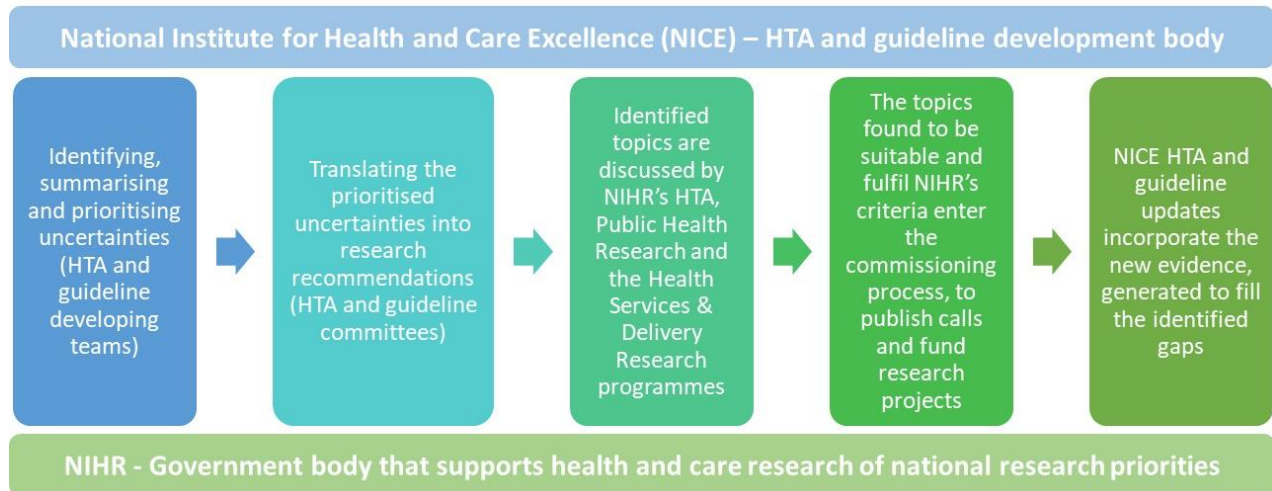 National Institute for Health and Care Excellence (NICE) – HTA and guideline development body
Identifying,
summarising
and prioritising
uncertainties
(HTA and
guideline
developing
teams)
Translating the
prioritised
uncertainties into
research
recommendations
(HTA and guideline
committees)
Identified
topics are
discussed by
NIHR's HTA,
Public Health
Research and
the Health
Services &
Delivery
Research
programmes
The topics
found to be
suitable and
fulfil NIHR's
criteria enter
the
commissioning
process, to
publish calls
and fund
research
projects
NICE HTA and
guideline
updates
incorporate the
new evidence,
generated to fill
the identified
gaps
NIHR - Government body that supports health and care research of national research priorities